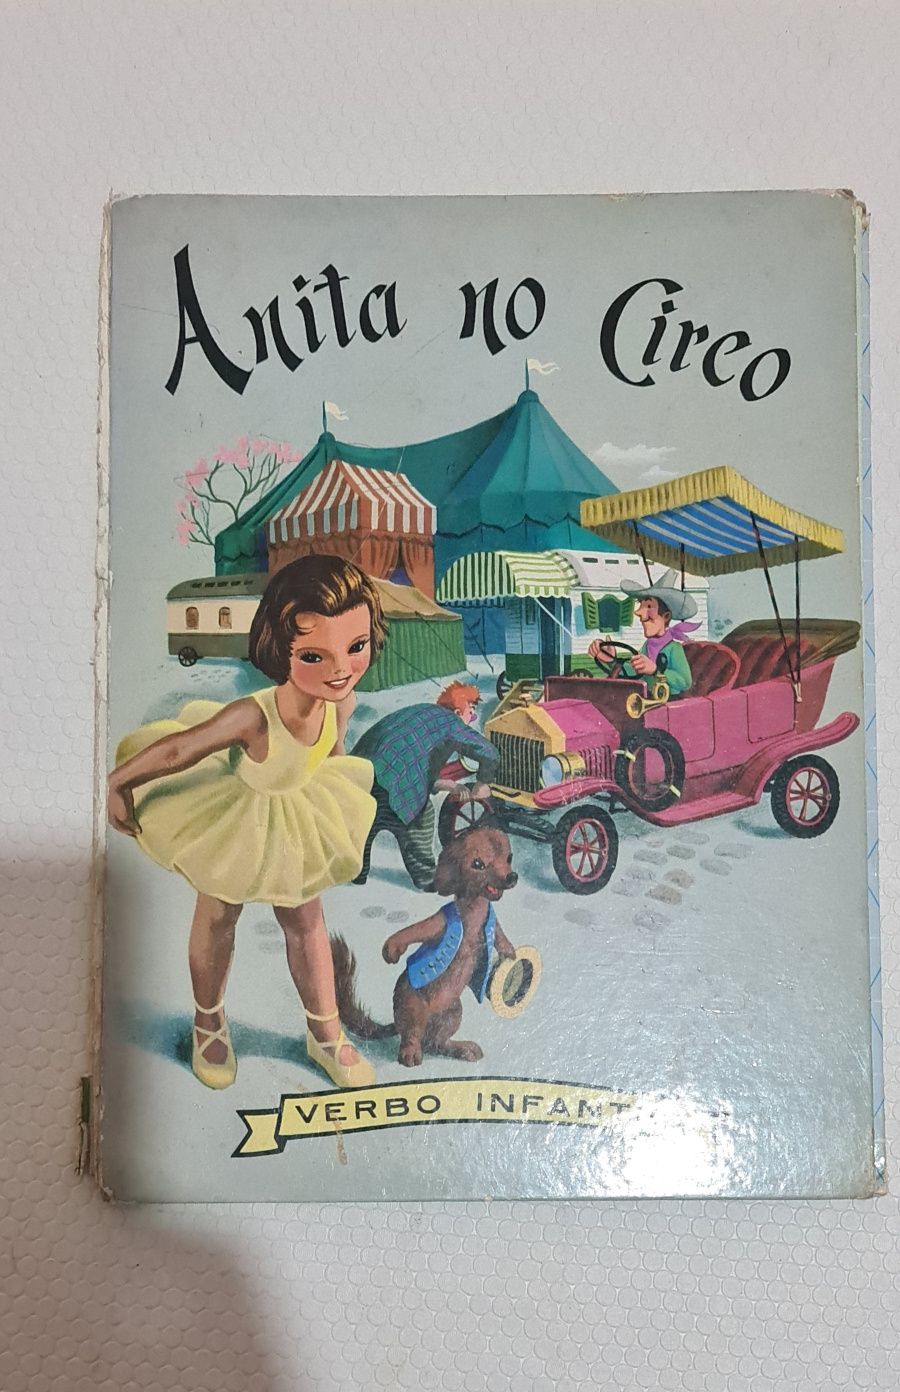 Anita no Circo
VERBO INFANT